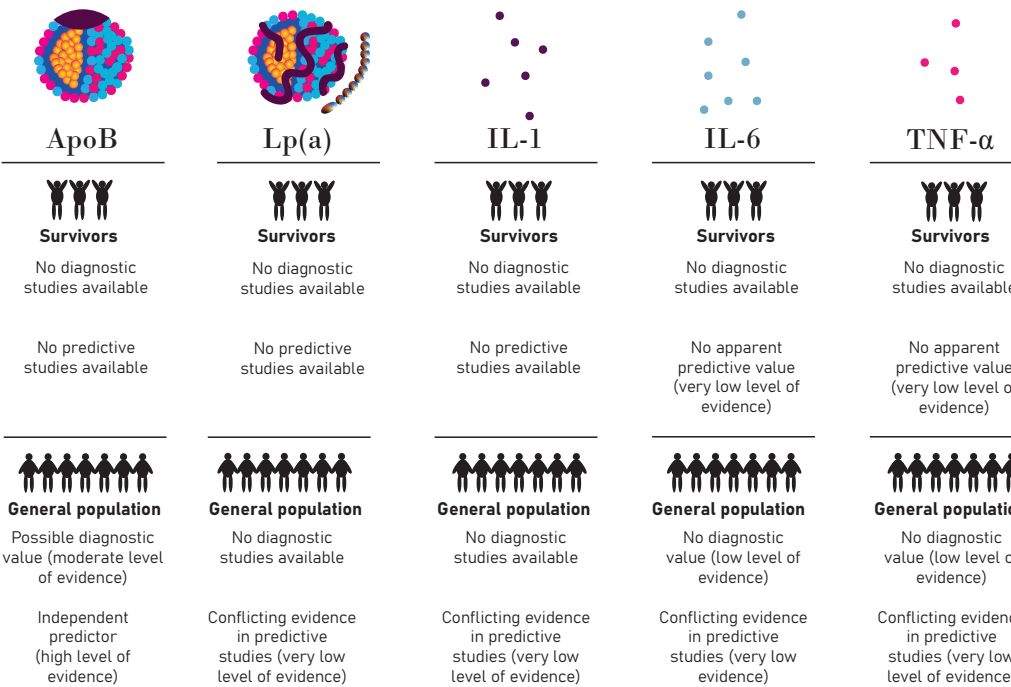 ApoB
Survivors
No diagnostic
studies available
No predictive
studies available
General population
Possible diagnostic
value (moderate level
of evidence)
Independent
predictor
(high level of
evidence)
Lp(a)
Survivors
No diagnostic
studies available
No predictive
studies available
General population
No diagnostic
studies available
Conflicting evidence
in predictive
studies (very low
level of evidence)
IL-1
Survivors
No diagnostic
studies available
No predictive
studies available
General population
No diagnostic
studies available
Conflicting evidence
in predictive
studies (very low
level of evidence)
IL-6
Survivors
No diagnostic
studies available
No apparent
predictive value
(very low level of
evidence)
General population
No diagnostic
value (low level of
evidence)
Conflicting evidence
in predictive
studies (very low
evidence)
TNF-α
Survivors
No diagnostic
studies available
No apparent
predictive value
(very low level o
evidence)
General populatio
No diagnostic
value (low level o
evidence)
Conflicting evidenc
in predictive
studies (very low
level of evidence